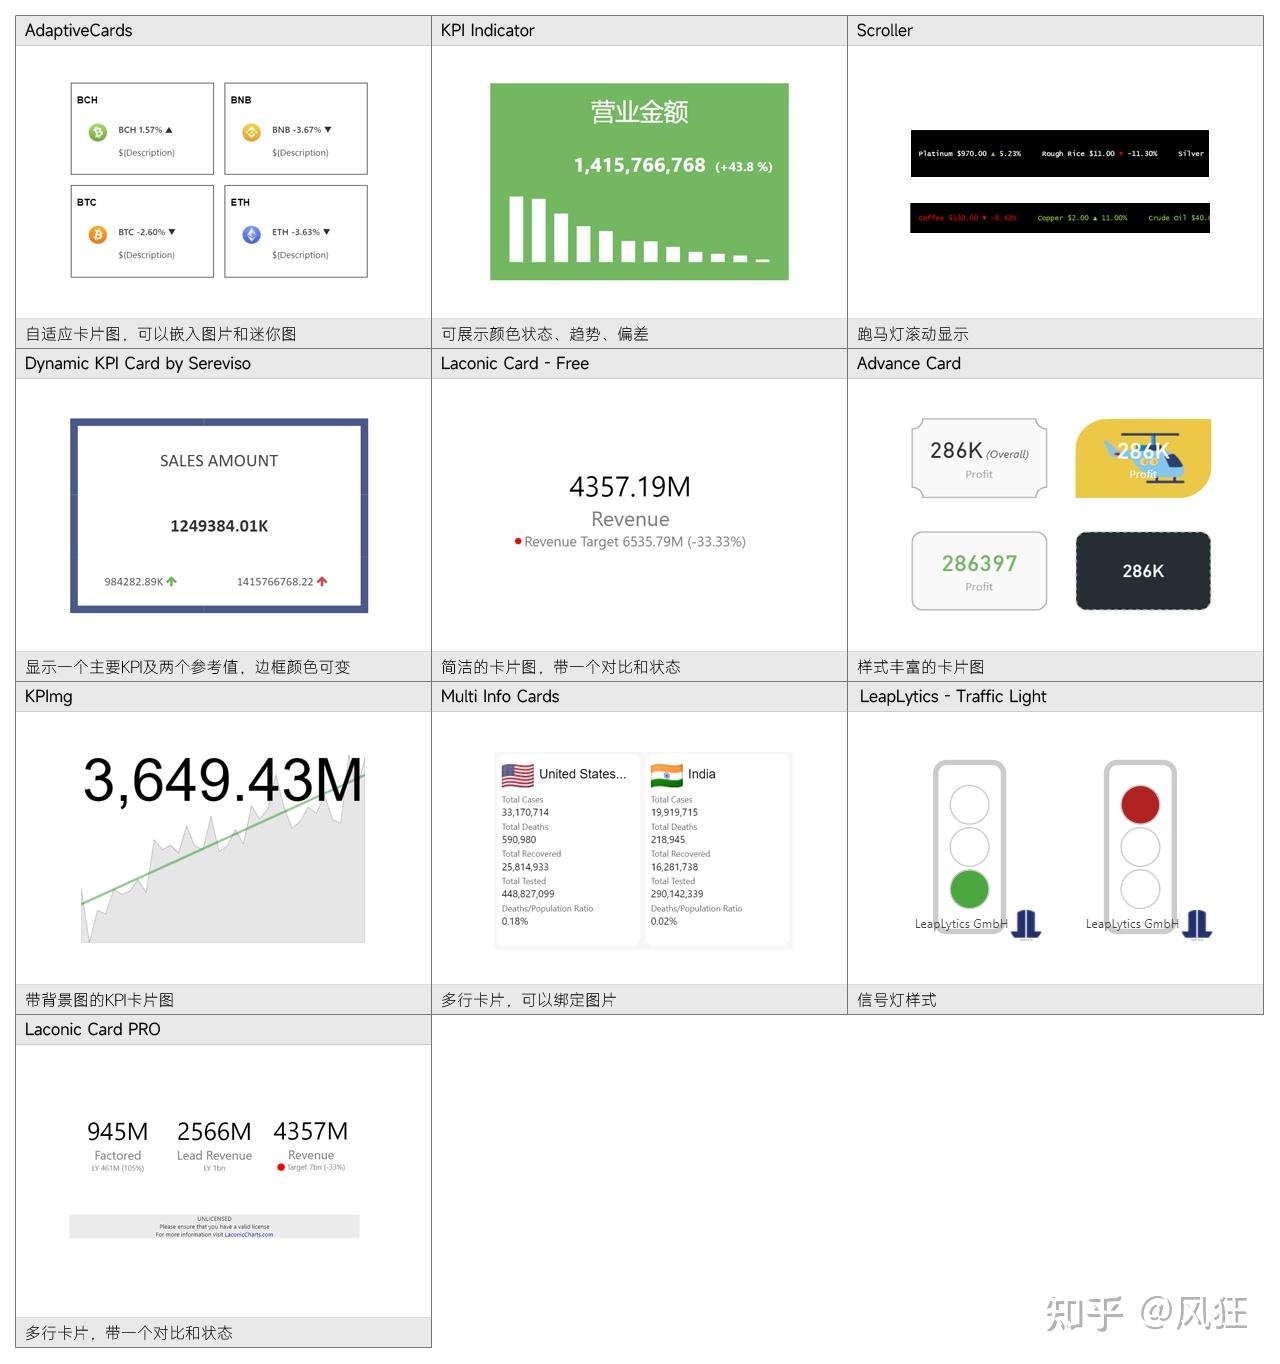 AdaptiveCards
KPI Indicator
Scroller
BCH
BCH 1.57% ▲
${Description}
BNB
BNB -3.67% ▼
${Description}
BTC
BTC -2.60% ▼
${Description}
ETH
ETH -3.63% ▼
${Description}
营业金额
1,415,766,768 (+43.8 %)
Platinum $970.00 ▲ 5.23% Rough Rice $11.00 ▼ -11.30% Silver
Coffee $130.00 ▼ -8.42% Copper $2.00 ▲ 11.00% Crude Oil $40.0
自适应卡片图，可以嵌入图片和迷你图
可展示颜色状态、趋势、偏差
跑马灯滚动显示
Dynamic KPI Card by Sereviso
Laconic Card - Free
Advance Card
SALES AMOUNT
1249384.01K
984282.89K
1415766768.22
4357.19M
Revenue
Revenue Target 6535.79M (-33.33%)
286K (Overall)
Profit
286K
Profit
286397
Profit
286K
显示一个主要KPI及两个参考值，边框颜色可变
简洁的卡片图，带一个对比和状态
样式丰富的卡片图
KPImg
Multi Info Cards
LeapLytics - Traffic Light
3,649.43M
United States...
Total Cases
33,170,714
Total Deaths
590,980
Total Recovered
25,814,933
Total Tested
448,827,099
Deaths/Population Ratio
0.18%
India
Total Cases
19,919,715
Total Deaths
218,945
Total Recovered
16,281,738
Total Tested
290,142,339
Deaths/Population Ratio
0.02%
LeapLytics GmbH
LeapLytics GmbH
带背景图的KPI卡片图
多行卡片，可以绑定图片
信号灯样式
Laconic Card PRO
945M
Factored
LY 461M (105%)
2566M
Lead Revenue
LY 1bn
4357M
Revenue
Target 7bn (-33%)
UNLICENSED
Please ensure that you have a valid license
For more information visit LaconicCharts.com
多行卡片，带一个对比和状态
知乎 @风狂